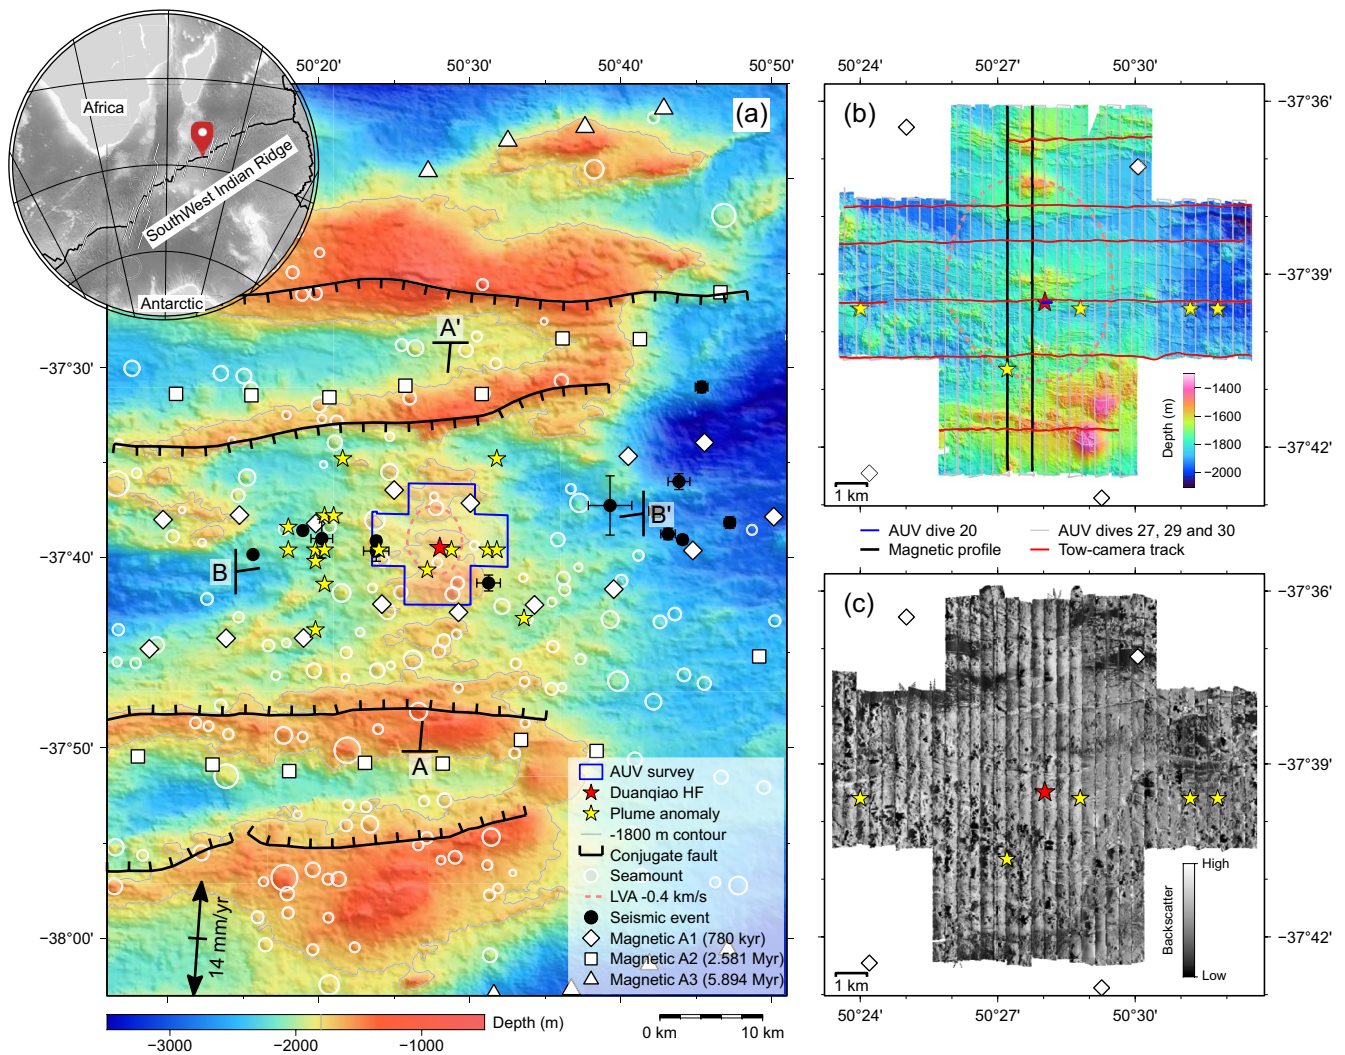 50°20'
50°30'
50°40'
50°50'
(a)
Africa
SouthWest Indian Ridge
Antarctic
A'
−37°30'
−37°40'
B
B'
−37°50'
A
−38°00'
14 mm/yr
AUV survey
Duanqiao HF
Plume anomaly
-1800 m contour
Conjugate fault
Seamount
LVA -0.4 km/s
Seismic event
Magnetic A1 (780 kyr)
Magnetic A2 (2.581 Myr)
Magnetic A3 (5.894 Myr)
Depth (m)
−3000
−2000
−1000
0 km
10 km
50°24'
50°27'
50°30'
(b)
−37°36'
−37°39'
−37°42'
Depth (m)
−1400
−1600
−1800
−2000
1 km
AUV dive 20
AUV dives 27, 29 and 30
Magnetic profile
Tow-camera track
(c)
−37°36'
−37°39'
−37°42'
Backscatter
High
Low
1 km
50°24'
50°27'
50°30'